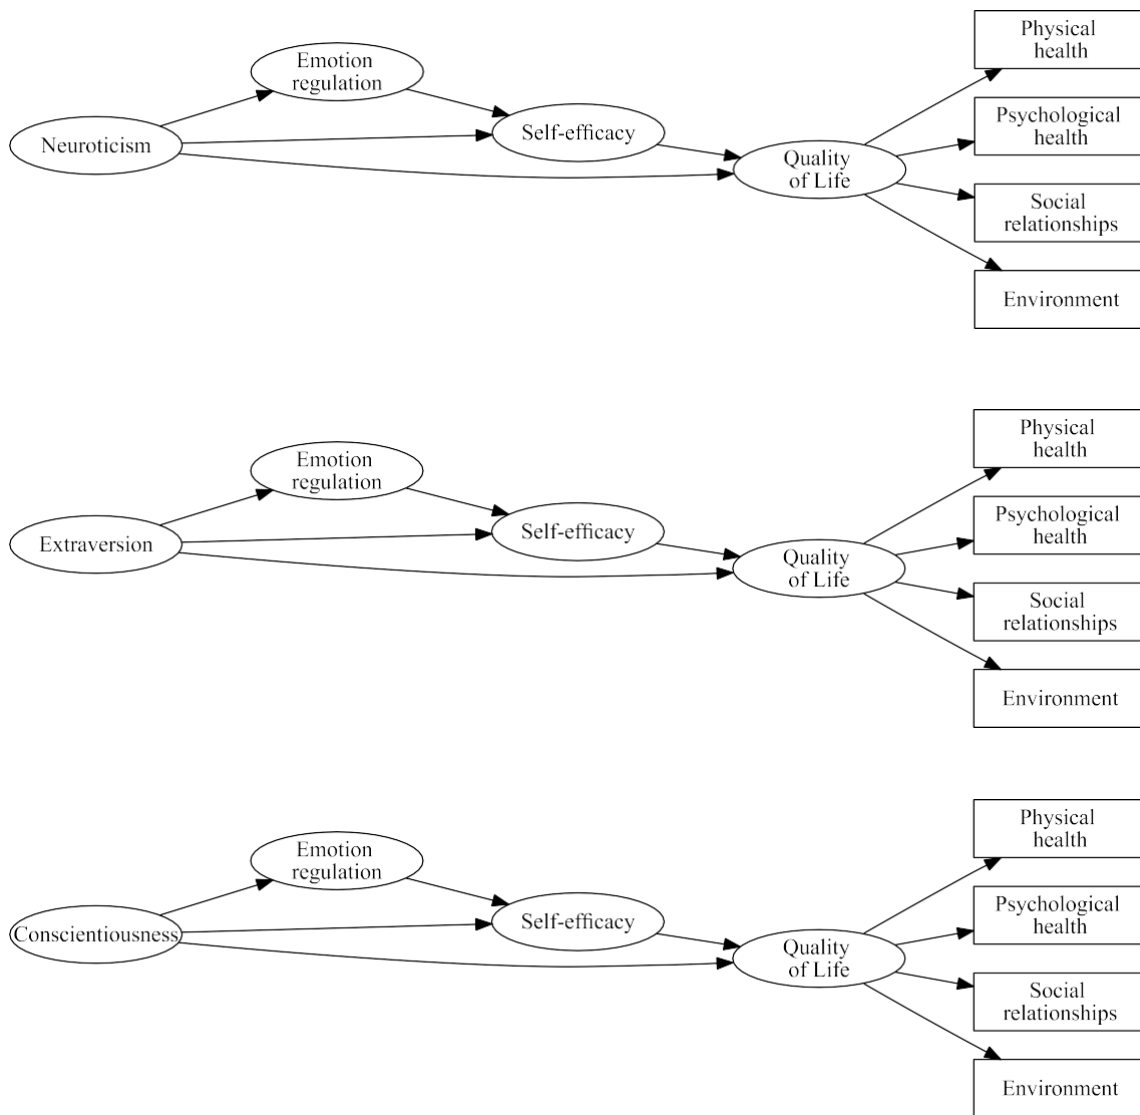 Physical
health
Emotion
regulation
Psychological
health
Self-efficacy
Neuroticism
Quality
of Life
Social
relationships
Environment
Physical
health
Emotion
regulation
Psychological
health
Self-efficacy
Extraversion
Quality
of Life
Social
relationships
Environment
Physical
health
Emotion
regulation
Psychological
health
Self-efficacy
Conscientiousness
Quality
of Life
Social
relationships
Environment